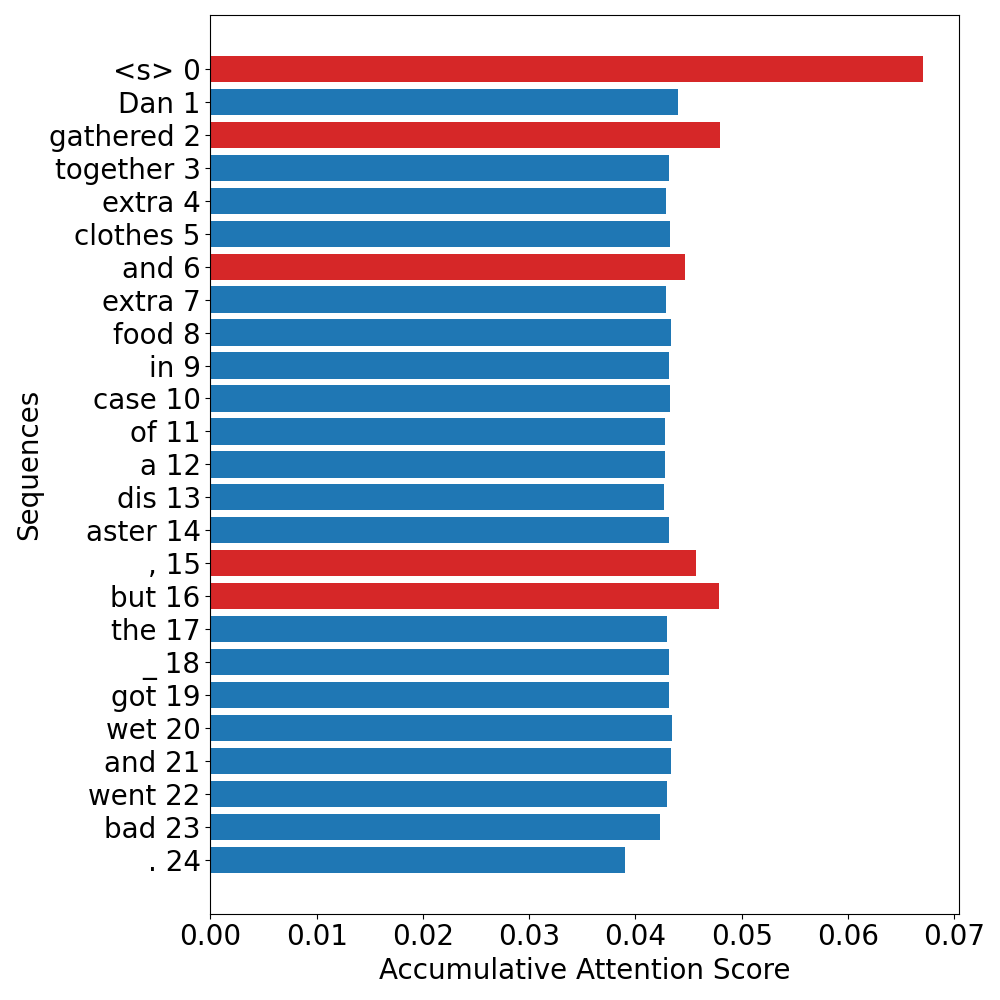 <s> 0
Dan 1
gathered 2
together 3
extra 4
clothes 5
and 6
extra 7
food 8
in 9
case 10
of 11
a 12
dis 13
aster 14
, 15
but 16
the 17
_ 18
got 19
wet 20
and 21
went 22
bad 23
. 24
Sequences
0.00 0.01 0.02 0.03 0.04 0.05 0.06 0.07
Accumulative Attention Score